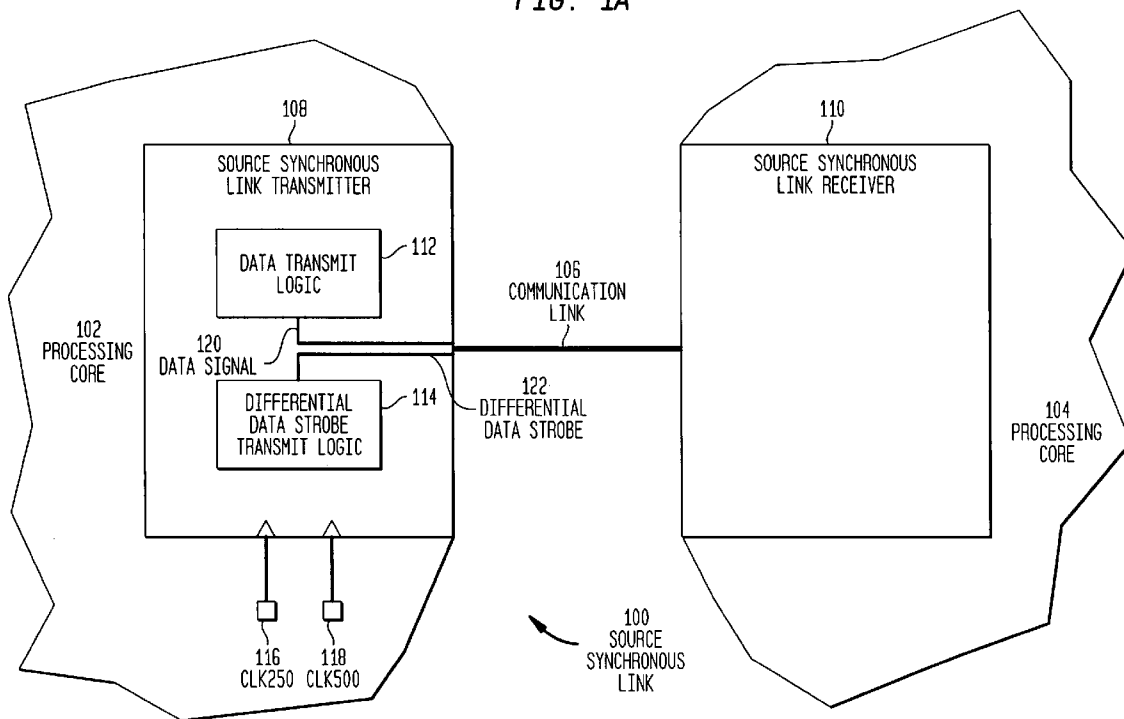 FIG. 1A
108
SOURCE SYNCHRONOUS
LINK TRANSMITTER
110
SOURCE SYNCHRONOUS
LINK RECEIVER
112
DATA TRANSMIT
LOGIC
106
COMMUNICATION
LINK
102
PROCESSING
CORE
120
DATA SIGNAL
114
DIFFERENTIAL
DATA STROBE
TRANSMIT LOGIC
122
DIFFERENTIAL
DATA STROBE
104
PROCESSING
CORE
116
CLK250
118
CLK500
100
SOURCE
SYNCHRONOUS
LINK